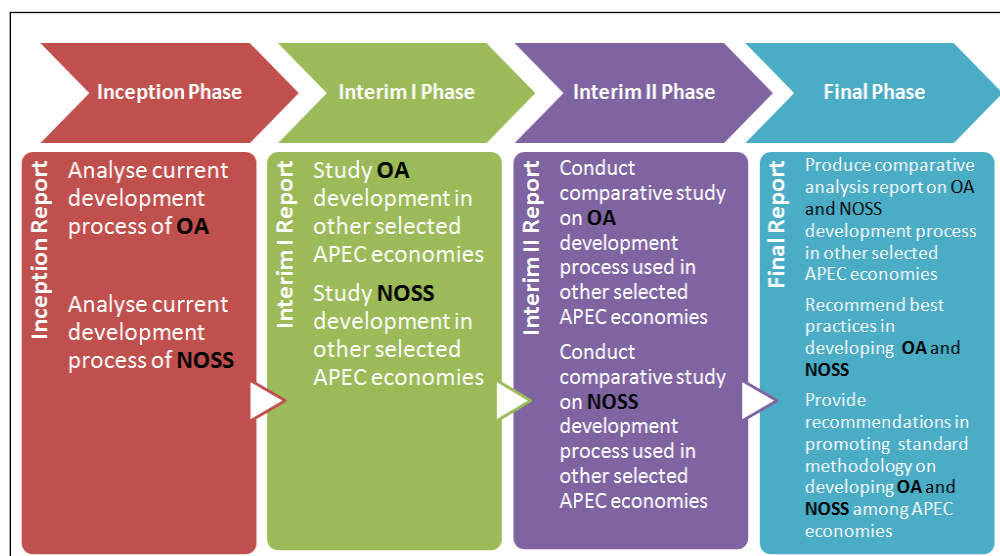 Inception Phase
Interim I Phase
Interim II Phase
Final Phase
Inception Report
Analyse current
development
process of OA
Analyse current
development
process of NOSS
Interim I Report
Study OA
development in
other selected
APEC economies
Study NOSS
development in
other selected
APEC economies
Interim II Report
Conduct
comparative study
on OA
development
process used in
other selected
APEC economies
Conduct
comparative study
on NOSS
development
process used in
other selected
APEC economies
Final Report
Produce comparative
analysis report on OA
and NOSS
development process
in other selected
APEC economies
Recommend best
practices in
developing OA and
NOSS
Provide
recommendations in
promoting standard
methodology on
developing OA and
NOSS among APEC
economies